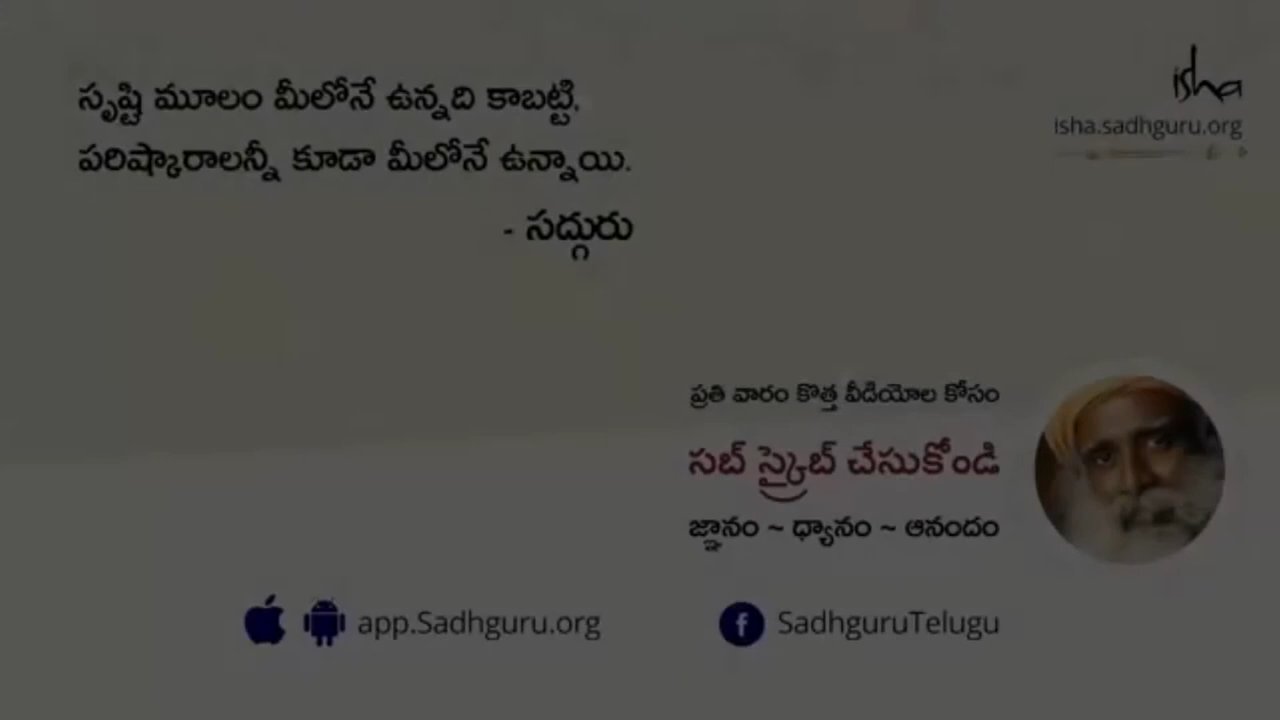 సృష్టి మూలం మీలోనే ఉన్నది కాబట్టి,
పరిష్కారాలన్నీ కూడా మీలోనే ఉన్నాయి.
- సద్గురు
isha
isha.sadhguru.org
ప్రతి వారం కొత్త వీడియోల కోసం
సబ్ స్క్రైబ్ చేసుకోండి
జ్ఞానం ~ ధ్యానం ~ ఆనందం
app.Sadhguru.org
SadhguruTelugu